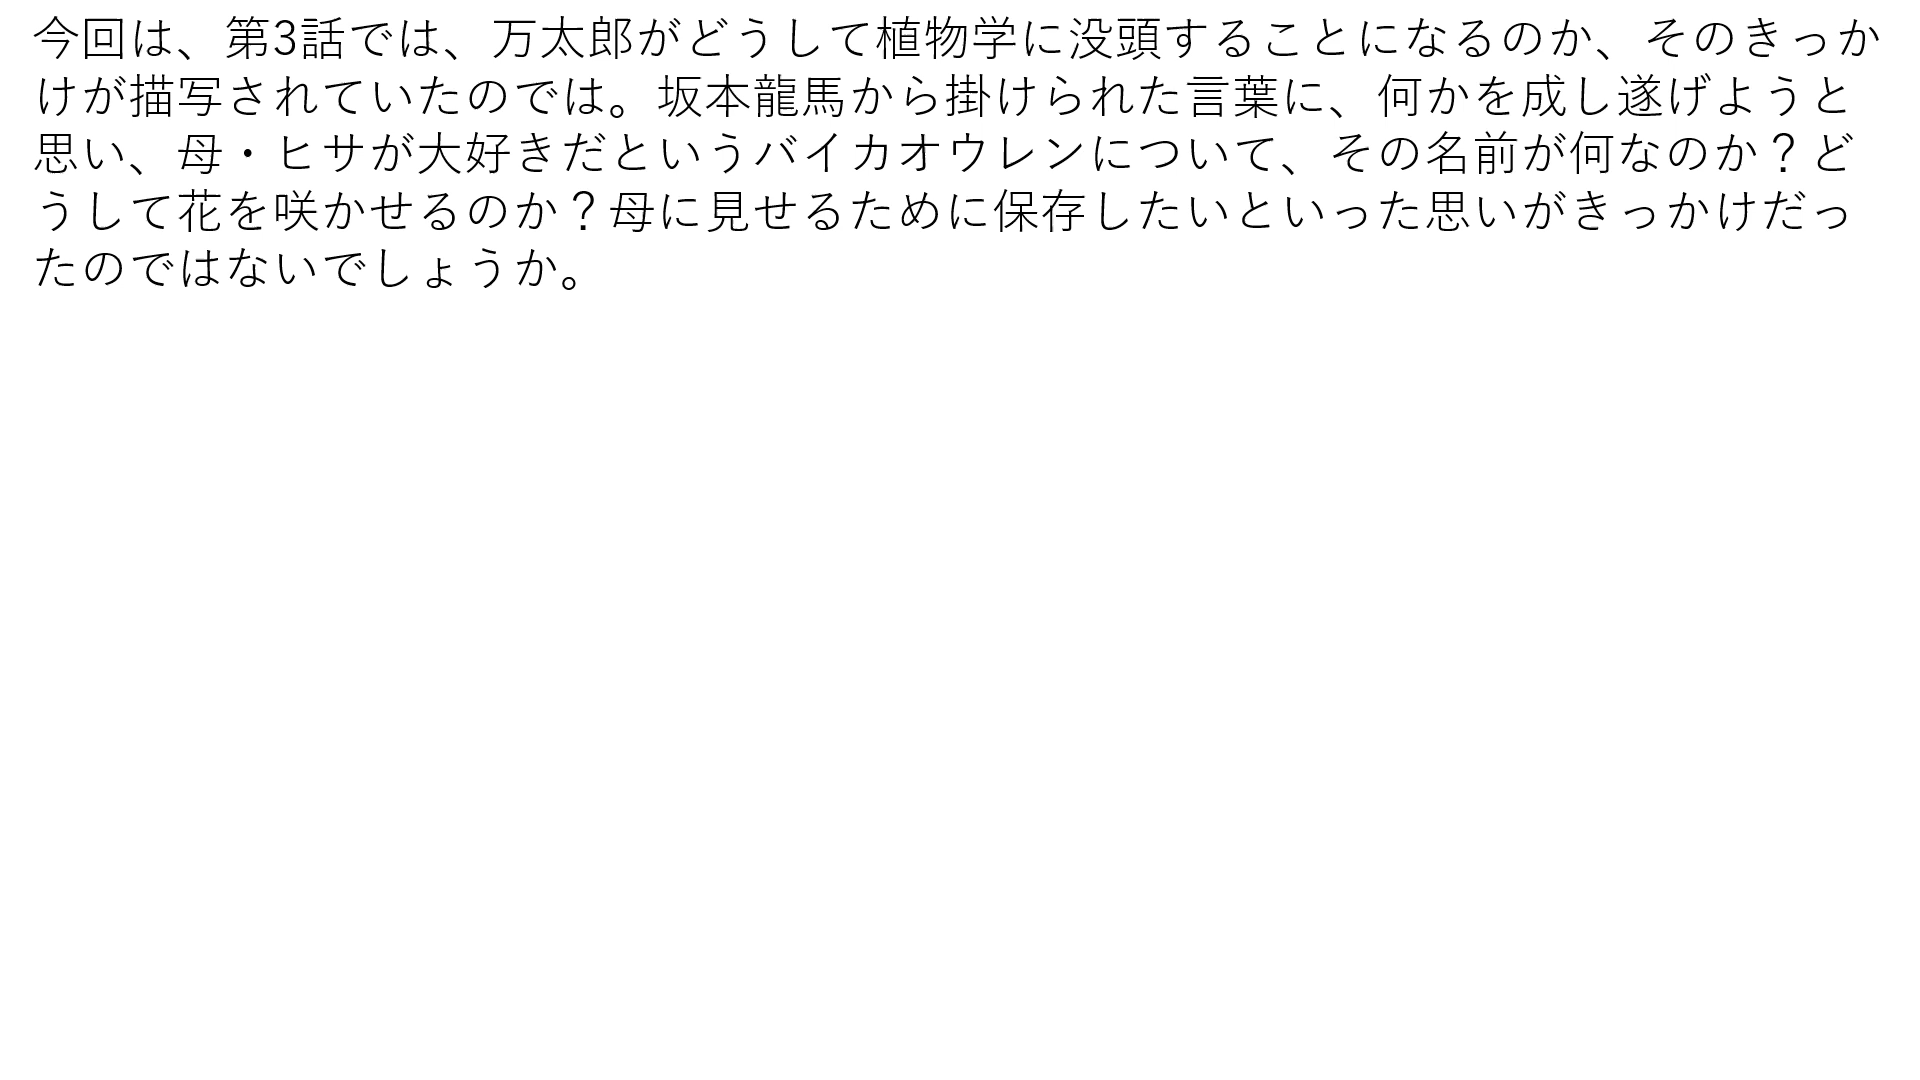 今回は、第3話では、万太郎がどうして植物学に没頭することになるのか、そのきっか
けが描写されていたのでは。坂本龍馬から掛けられた言葉に、何かを成し遂げようと
思い、母・ヒサが大好きだというバイカオウレンについて、その名前が何なのか？ど
うして花を咲かせるのか？母に見せるために保存したいといった思いがきっかけだっ
たのではないでしょうか。